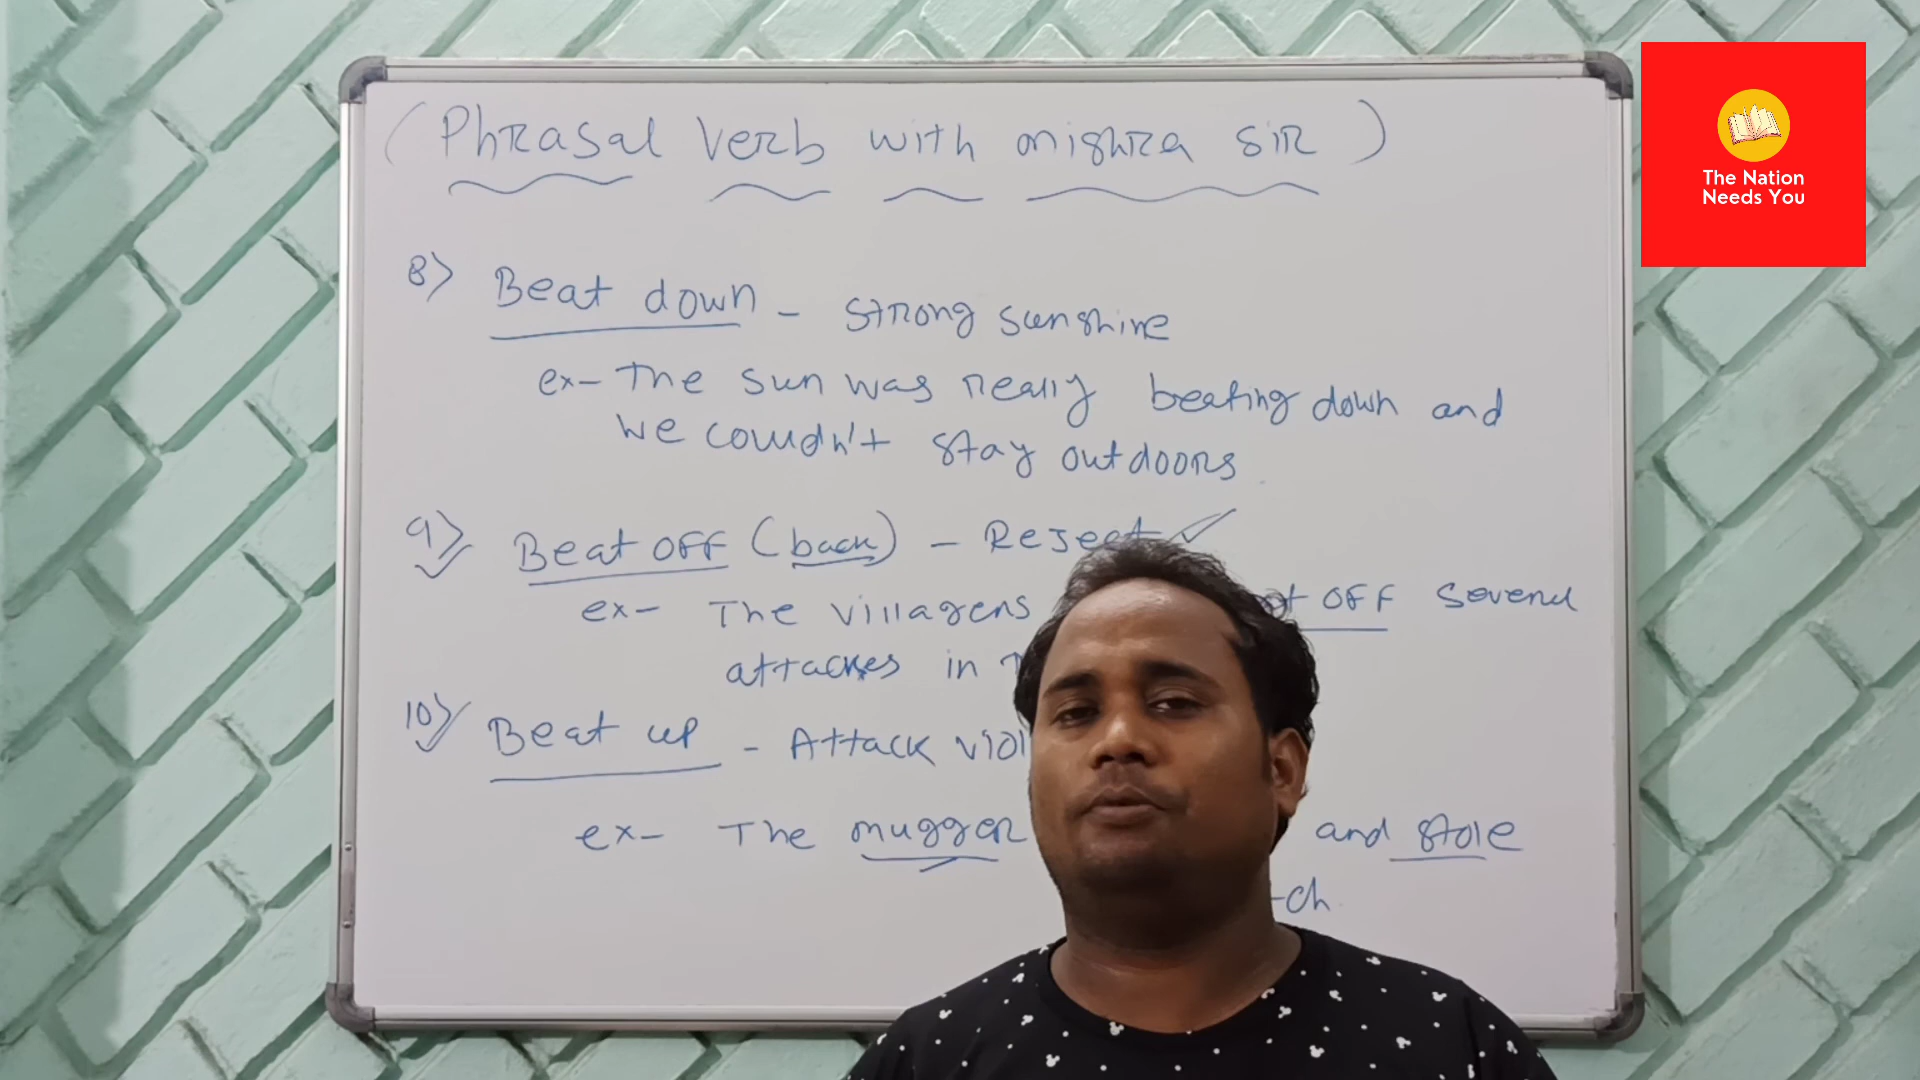 (Phrasal verb with mishra sir)
8) Beat down - strong sunshine
ex- The sun was really beating down and
we couldn't stay outdoors
9) Beat OFF (back) - Reject ✓
ex- The villagers OFF
attackes in
10) Beat up - Attack
ex- The mugger and stole
The Nation
Needs You